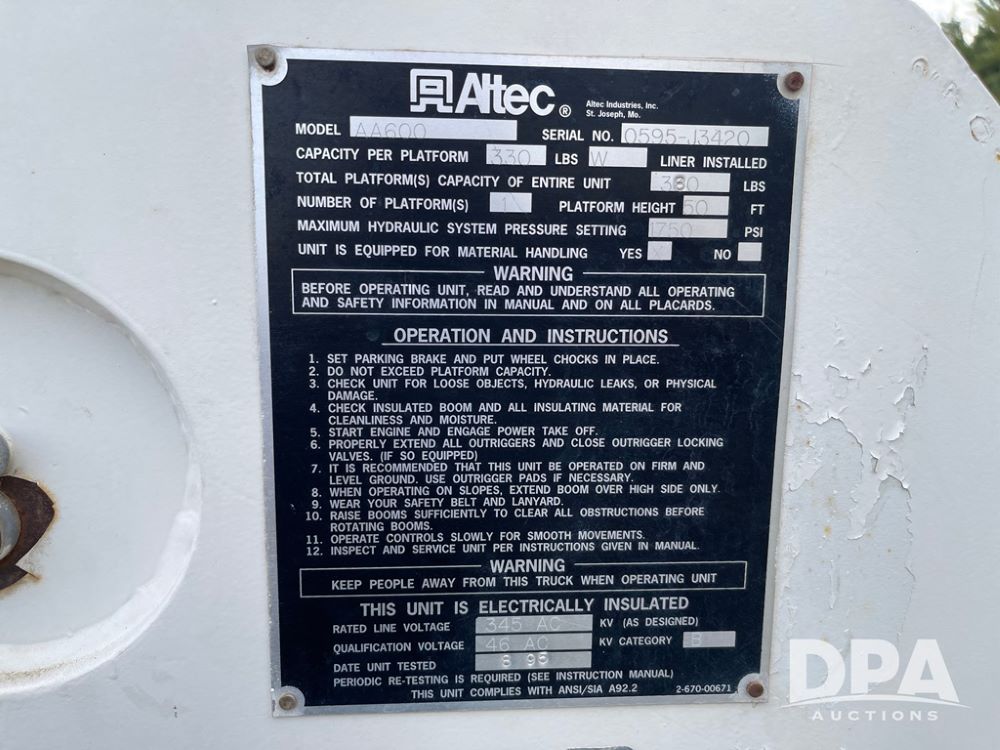 Altec®
Altec Industries, Inc.
St. Joseph, Mo.
MODEL AA600 SERIAL NO. 0595-J3420
CAPACITY PER PLATFORM 330 LBS W LINER INSTALLED
TOTAL PLATFORM(S) CAPACITY OF ENTIRE UNIT LBS
NUMBER OF PLATFORM(S) 1 PLATFORM HEIGHT 50 FT
MAXIMUM HYDRAULIC SYSTEM PRESSURE SETTING 1750 PSI
UNIT IS EQUIPPED FOR MATERIAL HANDLING YES X NO
WARNING
BEFORE OPERATING UNIT, READ AND UNDERSTAND ALL OPERATING
AND SAFETY INFORMATION IN MANUAL AND ON ALL PLACARDS.
OPERATION AND INSTRUCTIONS
1. SET PARKING BRAKE AND PUT WHEEL CHOCKS IN PLACE.
2. DO NOT EXCEED PLATFORM CAPACITY.
3. CHECK UNIT FOR LOOSE OBJECTS, HYDRAULIC LEAKS, OR PHYSICAL
DAMAGE.
4. CHECK INSULATED BOOM AND ALL INSULATING MATERIAL FOR
CLEANLINESS AND MOISTURE.
5. START ENGINE AND ENGAGE POWER TAKE OFF.
6. PROPERLY EXTEND ALL OUTRIGGERS AND CLOSE OUTRIGGER LOCKING
VALVES. (IF SO EQUIPPED)
7. IT IS RECOMMENDED THAT THIS UNIT BE OPERATED ON FIRM AND
LEVEL GROUND. USE OUTRIGGER PADS IF NECESSARY.
8. WHEN OPERATING ON SLOPES, EXTEND BOOM OVER HIGH SIDE ONLY.
9. WEAR YOUR SAFETY BELT AND LANYARD.
10. RAISE BOOMS SUFFICIENTLY TO CLEAR ALL OBSTRUCTIONS BEFORE
ROTATING BOOMS.
11. OPERATE CONTROLS SLOWLY FOR SMOOTH MOVEMENTS.
12. INSPECT AND SERVICE UNIT PER INSTRUCTIONS GIVEN IN MANUAL.
WARNING
KEEP PEOPLE AWAY FROM THIS TRUCK WHEN OPERATING UNIT
THIS UNIT IS ELECTRICALLY INSULATED
RATED LINE VOLTAGE 345 AC KV (AS DESIGNED)
QUALIFICATION VOLTAGE 46 AC KV CATEGORY B
DATE UNIT TESTED
PERIODIC RE-TESTING IS REQUIRED (SEE INSTRUCTION MANUAL)
THIS UNIT COMPLIES WITH ANSI/SIA A92.2 2-670-00671
DPA
AUCTIONS